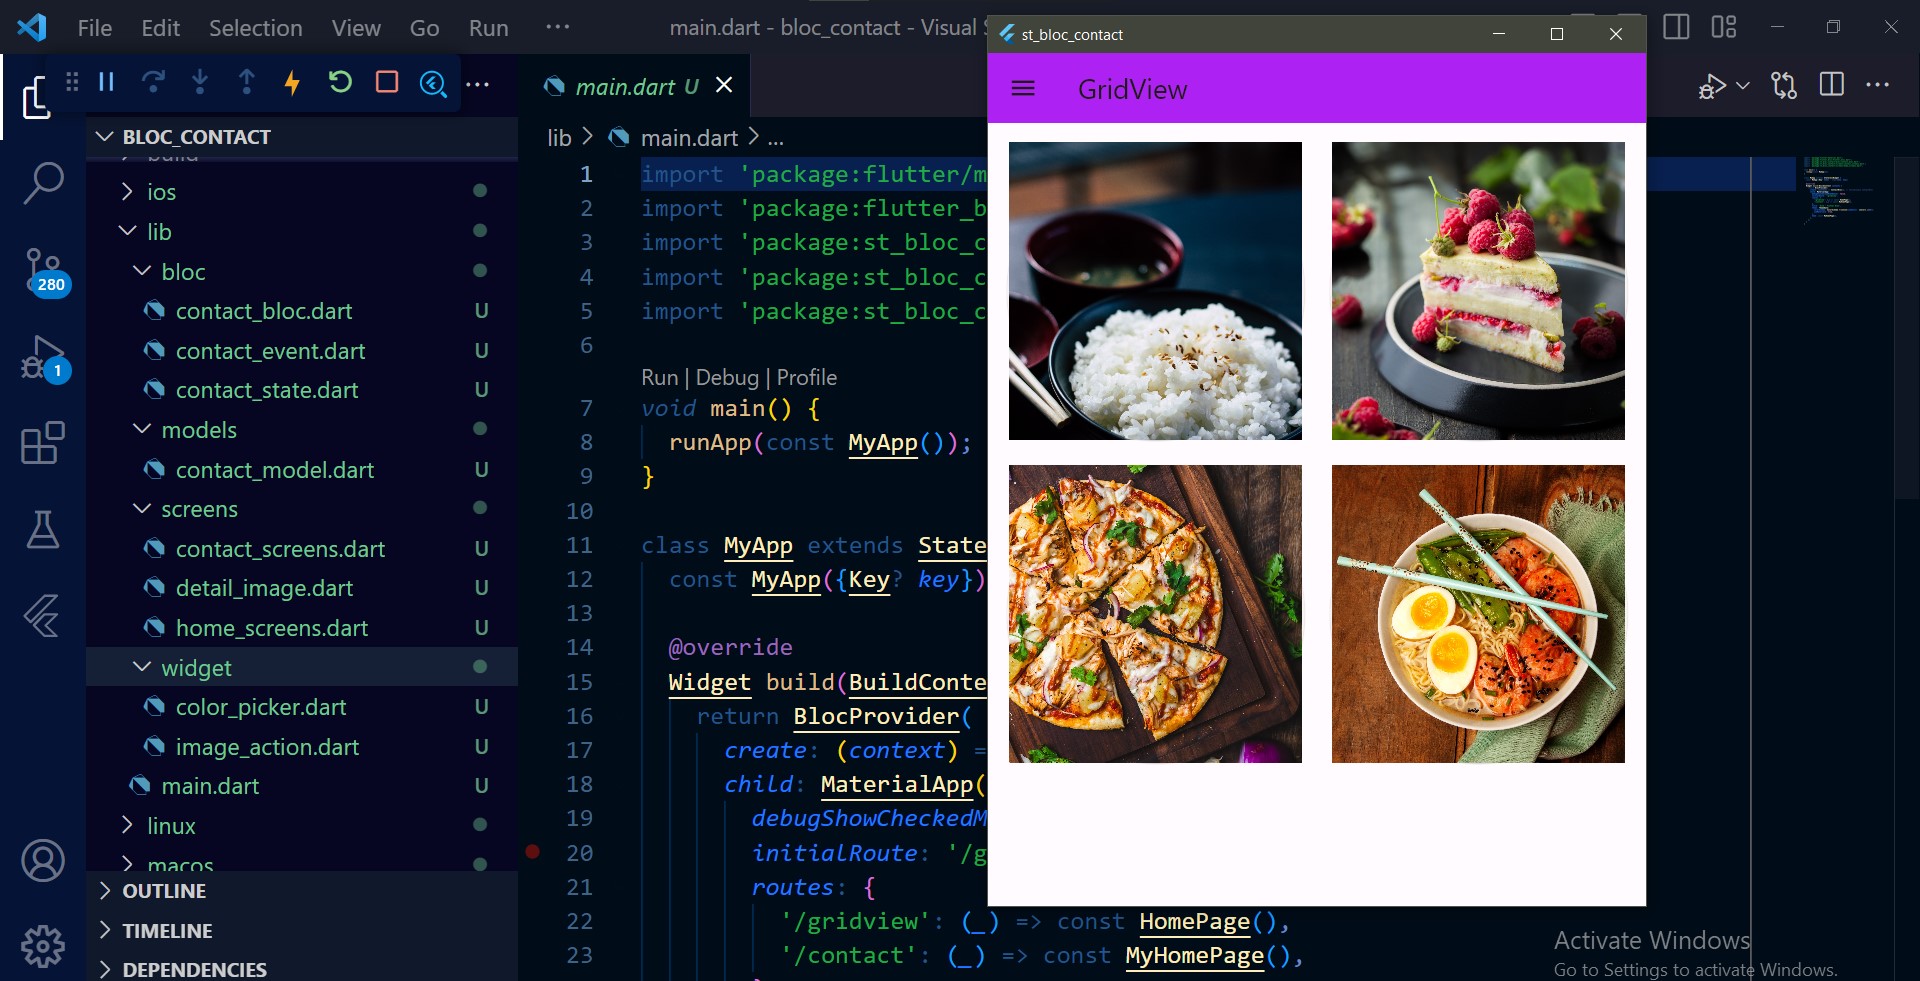 File Edit Selection View Go Run ···
main.dart - bloc_contact - Visual S
BLOC_CONTACT
build
ios
lib
bloc
contact_bloc.dart U
contact_event.dart U
contact_state.dart U
models
contact_model.dart U
screens
contact_screens.dart U
detail_image.dart U
home_screens.dart U
widget
color_picker.dart U
image_action.dart U
main.dart U
linux
macos
OUTLINE
TIMELINE
DEPENDENCIES
280
1
main.dart U
lib > main.dart > ...
1 import 'package:flutter/m
2 import 'package:flutter_b
3 import 'package:st_bloc_c
4 import 'package:st_bloc_c
5 import 'package:st_bloc_c
6
Run | Debug | Profile
7 void main() {
8 runApp(const MyApp());
9 }
10
11 class MyApp extends State
12 const MyApp({Key? key})
13
14 @override
15 Widget build(BuildConte
16 return BlocProvider(
17 create: (context) =
18 child: MaterialApp(
19 debugShowCheckedM
20 initialRoute: '/g
21 routes: {
22 '/gridview': (_) => const HomePage(),
23 '/contact': (_) => const MyHomePage(),
st_bloc_contact
GridView
Activate Windows
Go to Settings to activate Windows.